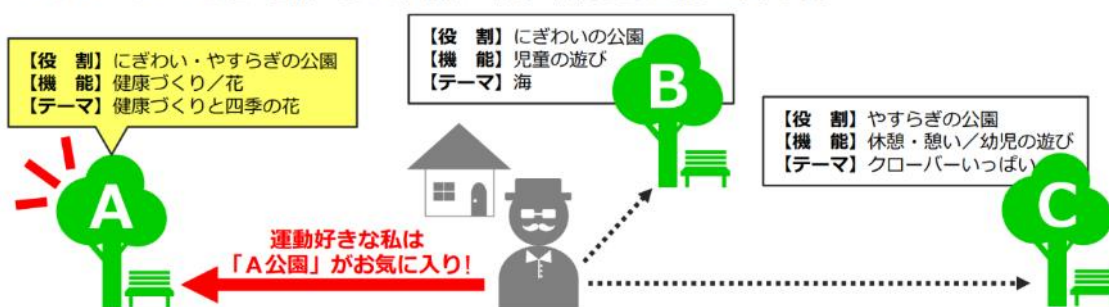 【役　割】にぎわい・やすらぎの公園
【機　能】健康づくり／花
【テーマ】健康づくりと四季の花
【役　割】にぎわいの公園
【機　能】児童の遊び
【テーマ】海
【役　割】やすらぎの公園
【機　能】休憩・憩い／幼児の遊び
【テーマ】クローバーいっぱい
A
B
C
運動好きな私は
「Ａ公園」がお気に入り！